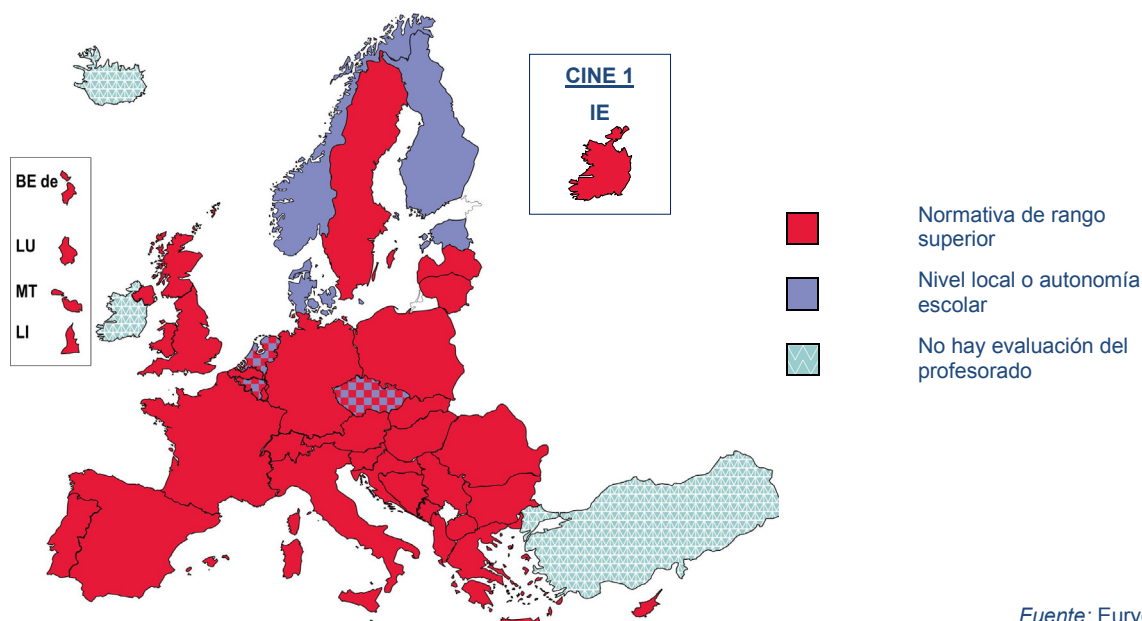 CINE 1
IE
BE de
LU
MT
LI
Normativa de rango
superior
Nivel local o autonomía
escolar
No hay evaluación del
profesorado
Fuente: Eury